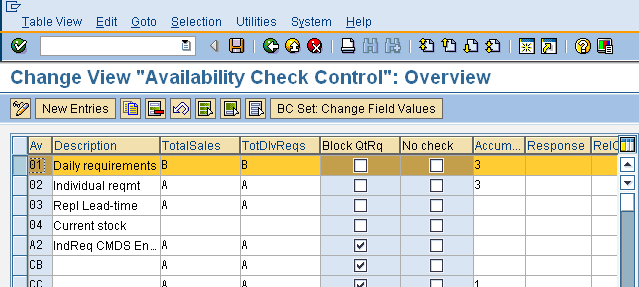 Table View Edit Goto Selection Utilities System Help
Change View "Availability Check Control": Overview
New Entries BC Set: Change Field Values
Av Description TotalSales TotDlvReqs Block QtRq No check Accum... Response RelC
01 Daily requirements B B 3
02 Individual reqmt A A 3
03 Repl Lead-time A A
04 Current stock
A2 IndReq CMDS En... A A
CB A A
CC A A 1